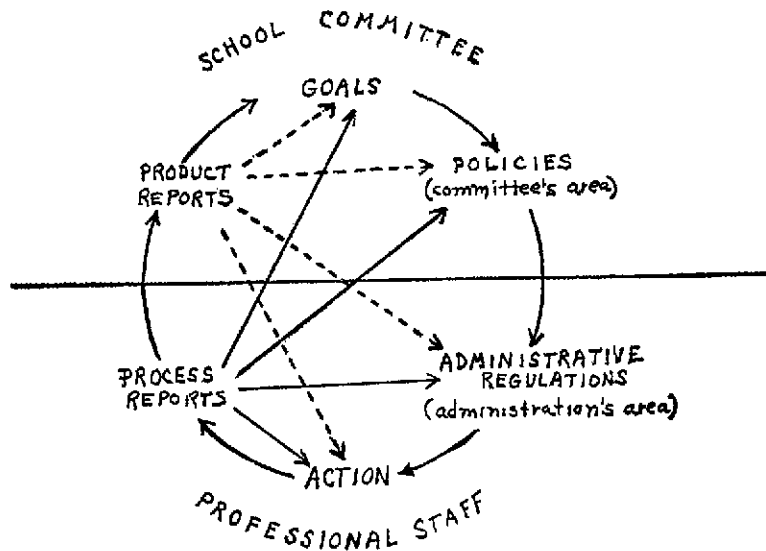 SCHOOL COMMITTEE
GOALS
PRODUCT
REPORTS
POLICIES
(committee's area)
PROCESS
REPORTS
ADMINISTRATIVE
REGULATIONS
(administration's area)
ACTION
PROFESSIONAL STAFF